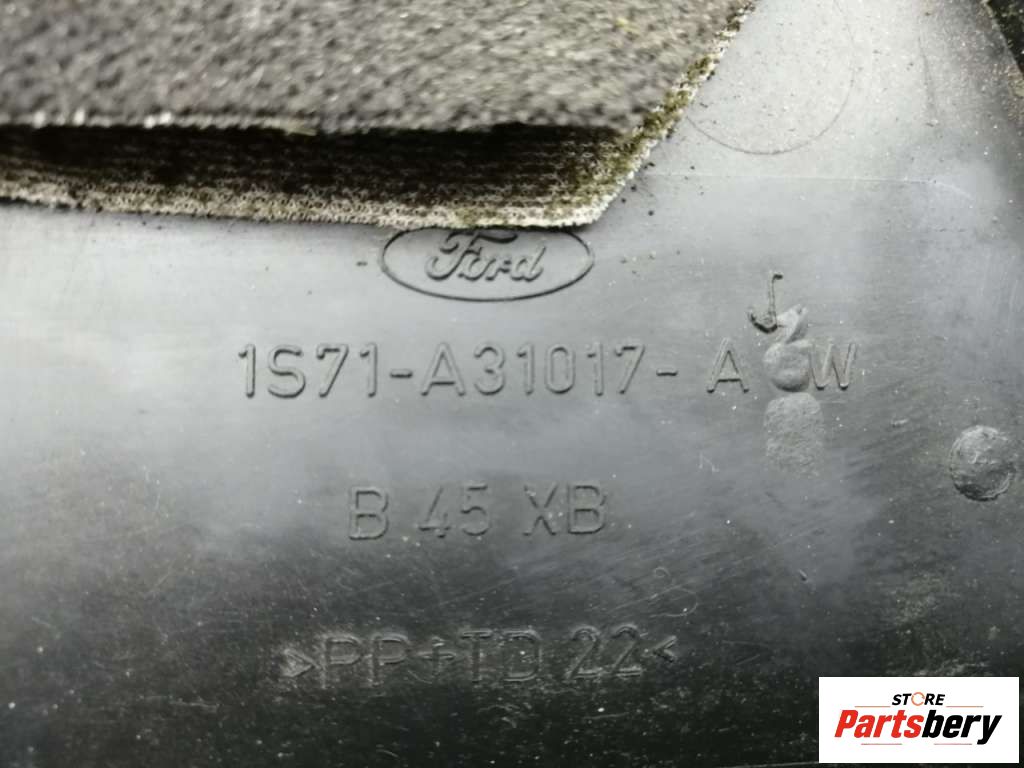 Ford
1S71-A31017-A W
B 45 XB
>PP+TD 22<
STORE
Partsbery